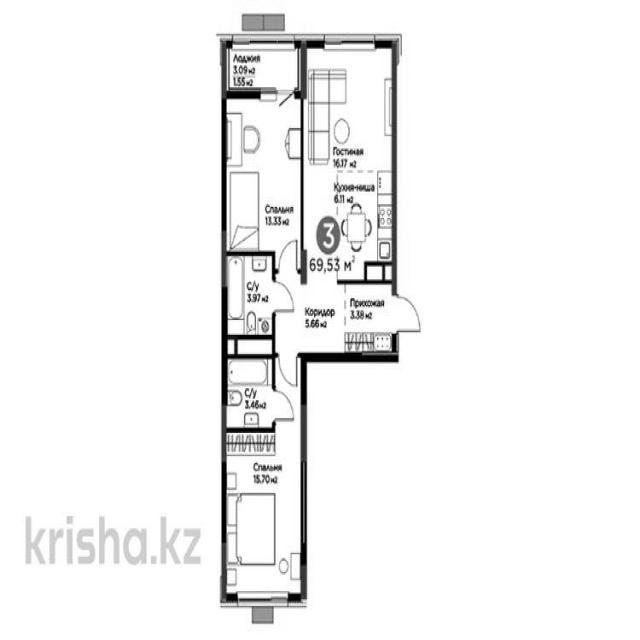 Лоджия
3.09 м2
1.55 м2
Гостиная
16.17 м2
Кухня-ниша
6.11 м2
Спальня
13.33 м2
3
69,53 м2
С/у
3.97 м2
Коридор
5.66 м2
Прихожая
3.38 м2
С/у
3.46 м2
Спальня
15.70 м2
krisha.kz